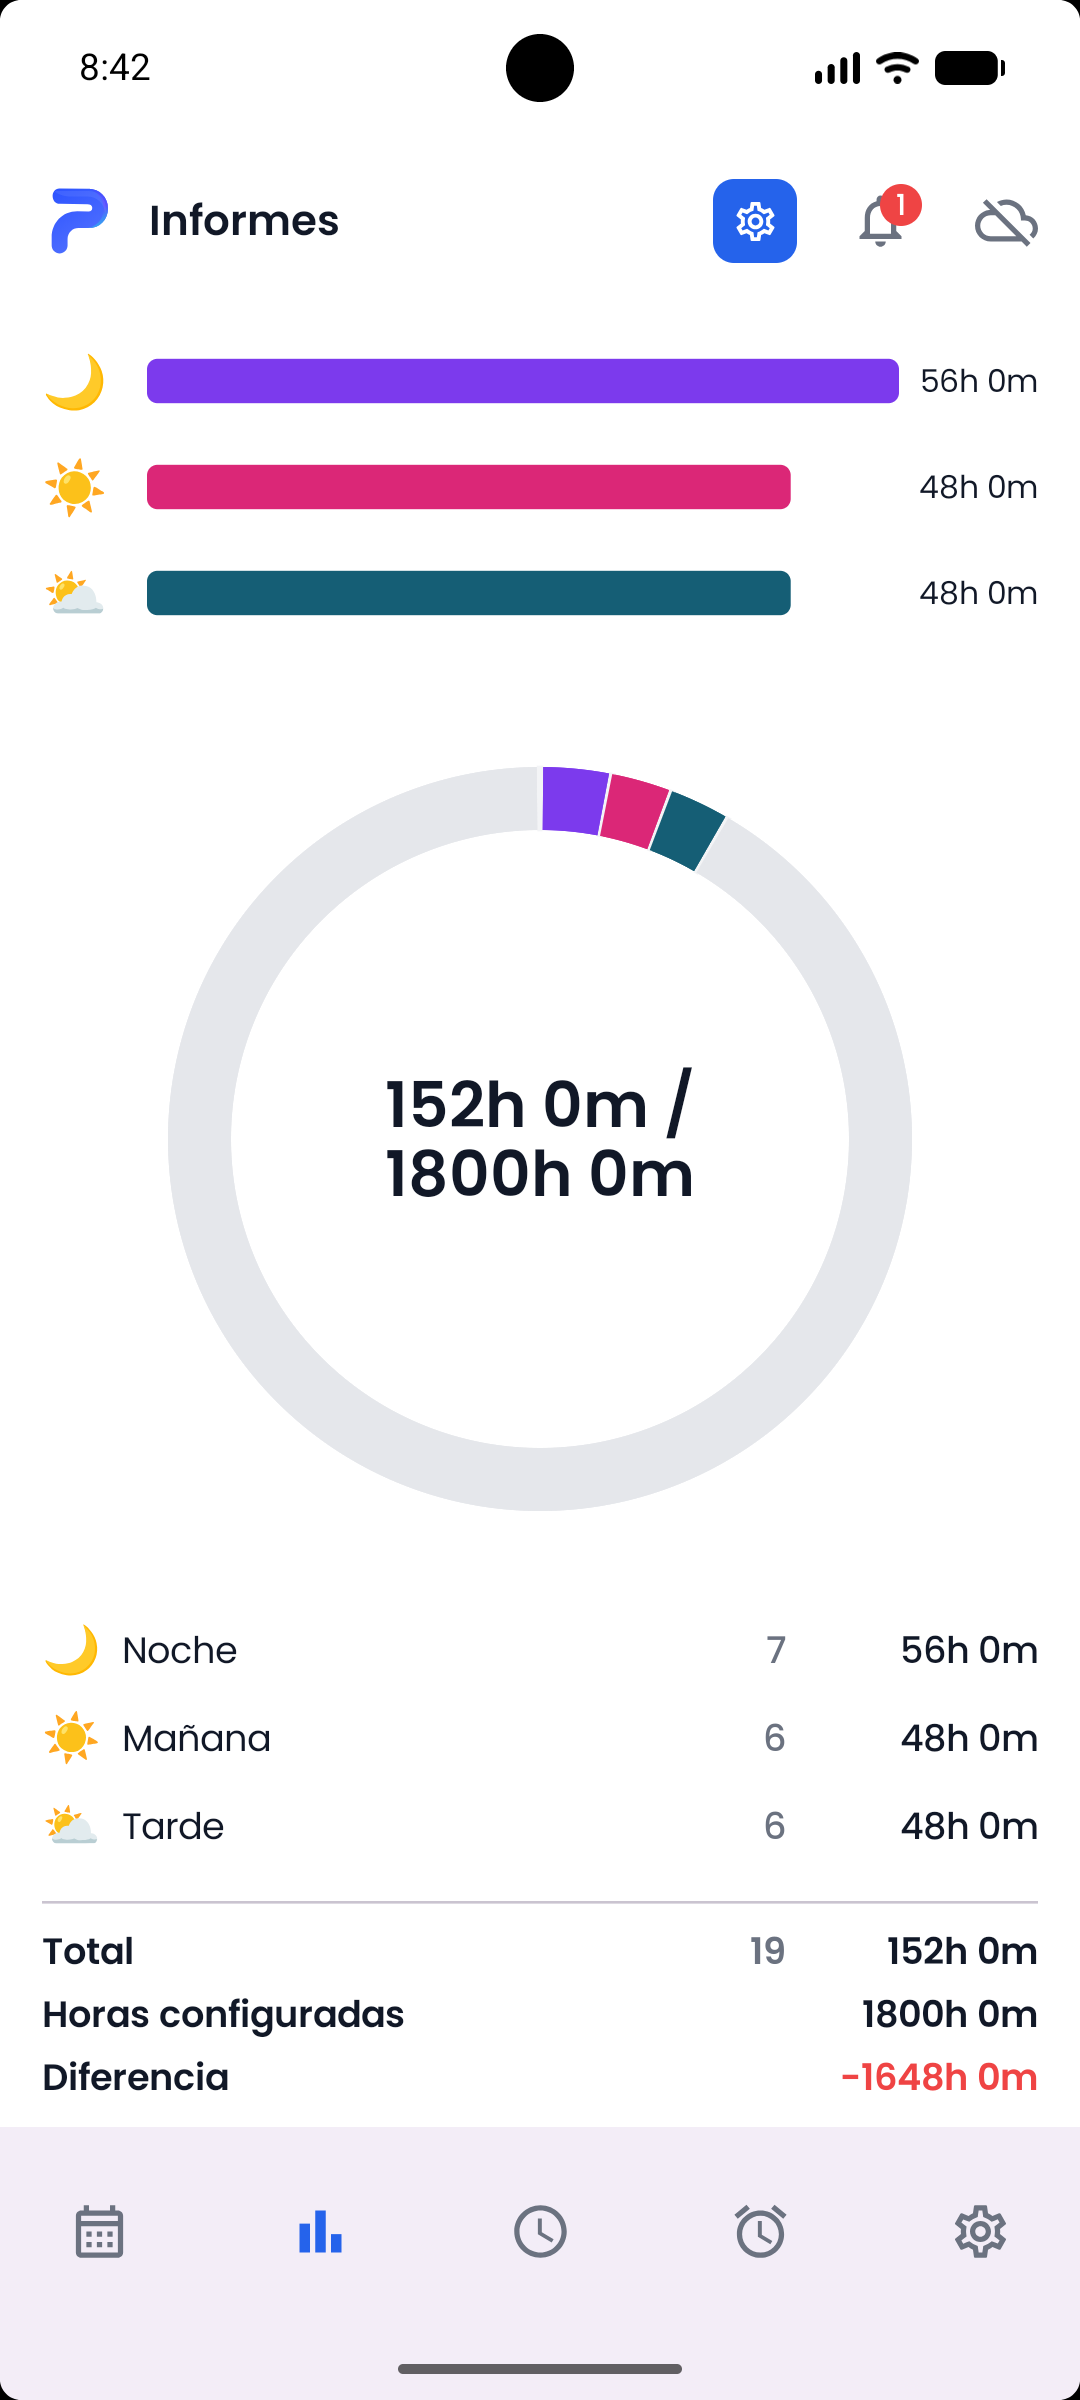 8:42
Informes
1
56h 0m
48h 0m
48h 0m
152h 0m /
1800h 0m
Noche 7 56h 0m
Mañana 6 48h 0m
Tarde 6 48h 0m
Total 19 152h 0m
Horas configuradas 1800h 0m
Diferencia -1648h 0m